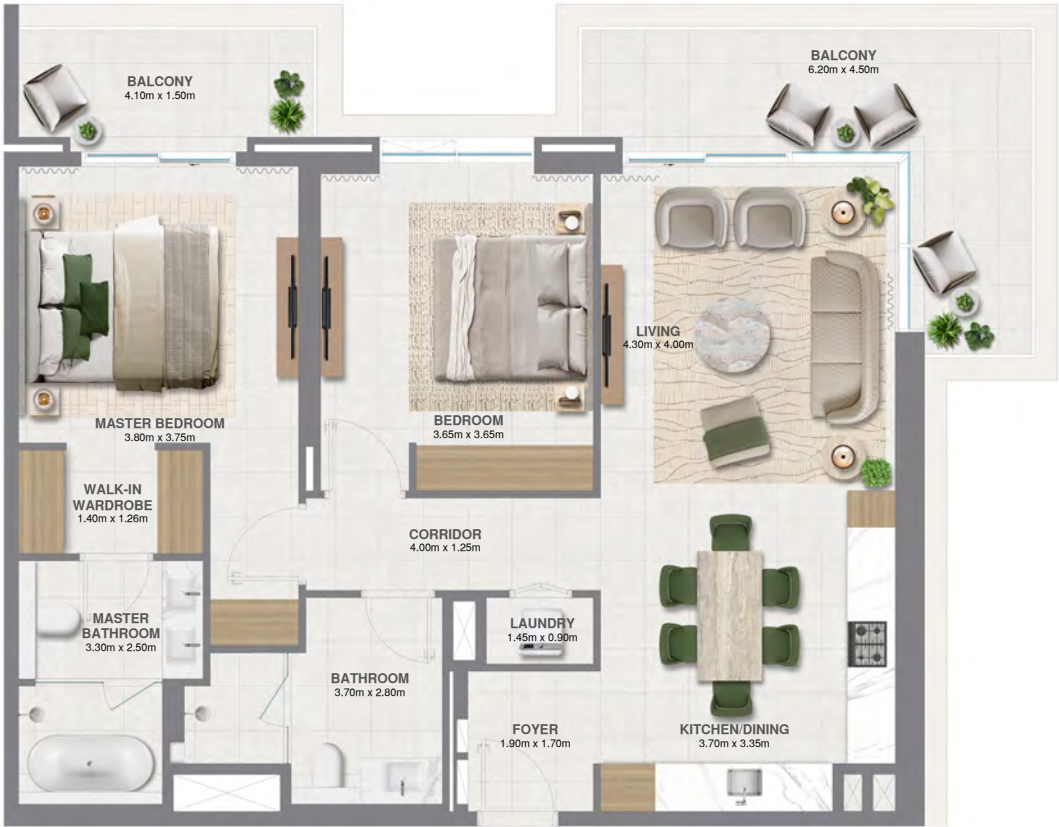 BALCONY
4.10m x 1.50m
BALCONY
6.20m x 4.50m
LIVING
4.30m x 4.00m
MASTER BEDROOM
3.80m x 3.75m
BEDROOM
3.65m x 3.65m
WALK-IN
WARDROBE
1.40m x 1.26m
CORRIDOR
4.00m x 1.25m
MASTER
BATHROOM
3.30m x 2.50m
LAUNDRY
1.45m x 0.90m
BATHROOM
3.70m x 2.80m
FOYER
1.90m x 1.70m
KITCHEN/DINING
3.70m x 3.35m